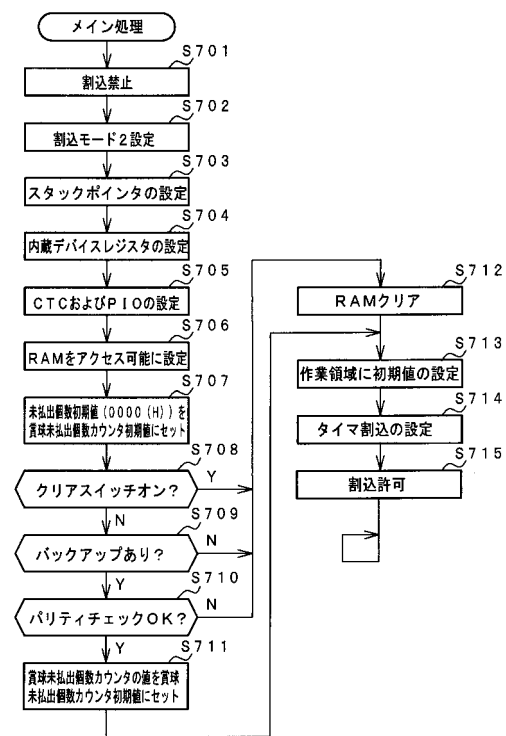 メイン処理
S701
割込禁止
S702
割込モード2設定
S703
スタックポインタの設定
S704
内蔵デバイスレジスタの設定
S705
CTCおよびPIOの設定
S706
RAMをアクセス可能に設定
S707
未払出個数初期値(0000(H))を
賞球未払出個数カウンタ初期値にセット
S708
クリアスイッチオン?
Y
N
S709
バックアップあり?
N
Y
S710
パリティチェックOK?
N
Y
S711
賞球未払出個数カウンタの値を賞球
未払出個数カウンタ初期値にセット
S712
RAMクリア
S713
作業領域に初期値の設定
S714
タイマ割込の設定
S715
割込許可